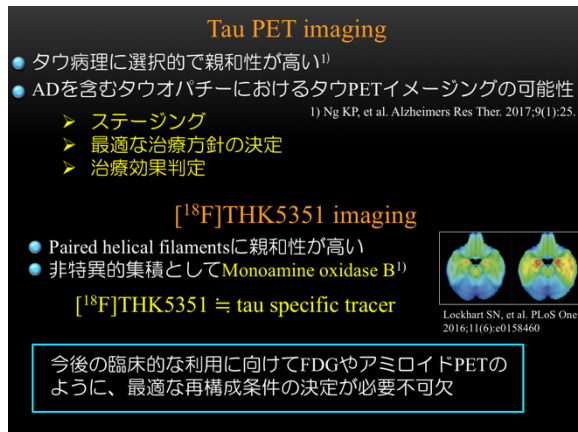 Tau PET imaging
タウ病理に選択的で親和性が高い1)
ADを含むタウオパチーにおけるタウPETイメージングの可能性
1) Ng KP, et al. Alzheimers Res Ther. 2017;9(1):25.
ステージング
最適な治療方針の決定
治療効果判定
[18F]THK5351 imaging
Paired helical filamentsに親和性が高い
非特異的集積としてMonoamine oxidase B1)
[18F]THK5351 ≒ tau specific tracer
Lockhart SN, et al. PLoS One
2016;11(6):e0158460
今後の臨床的な利用に向けてFDGやアミロイドPETの
ように、最適な再構成条件の決定が必要不可欠